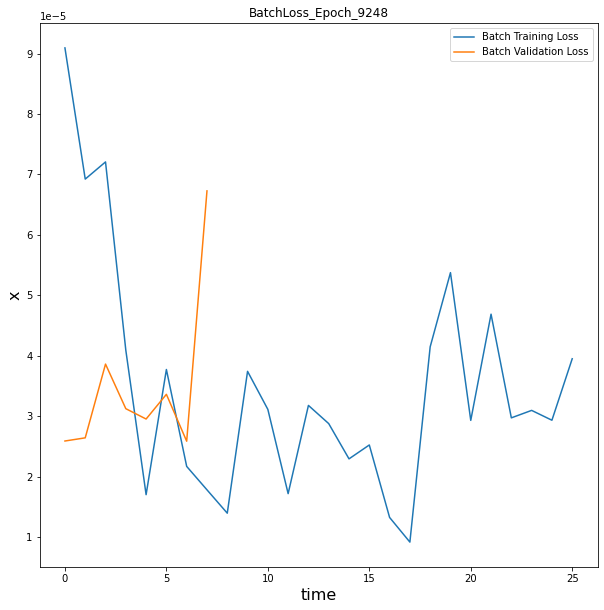 BatchLoss_Epoch_9248
1e−5
Batch Training Loss
Batch Validation Loss
9
8
7
6
5
4
3
2
1
x
0 5 10 15 20 25
time